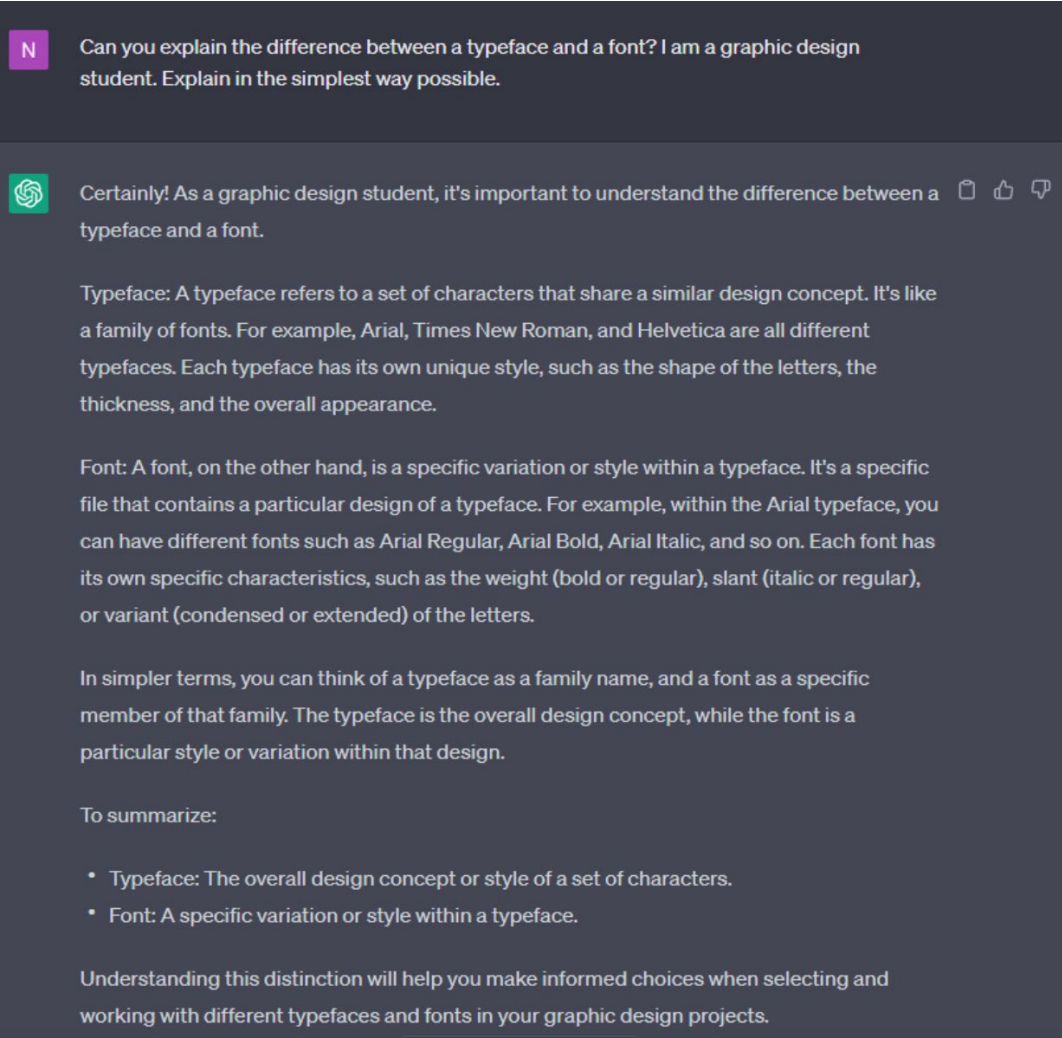 N
Can you explain the difference between a typeface and a font? I am a graphic design
student. Explain in the simplest way possible.
Certainly! As a graphic design student, it's important to understand the difference between a
typeface and a font.
Typeface: A typeface refers to a set of characters that share a similar design concept. It's like
a family of fonts. For example, Arial, Times New Roman, and Helvetica are all different
typefaces. Each typeface has its own unique style, such as the shape of the letters, the
thickness, and the overall appearance.
Font: A font, on the other hand, is a specific variation or style within a typeface. It's a specific
file that contains a particular design of a typeface. For example, within the Arial typeface, you
can have different fonts such as Arial Regular, Arial Bold, Arial Italic, and so on. Each font has
its own specific characteristics, such as the weight (bold or regular), slant (italic or regular),
or variant (condensed or extended) of the letters.
In simpler terms, you can think of a typeface as a family name, and a font as a specific
member of that family. The typeface is the overall design concept, while the font is a
particular style or variation within that design.
To summarize:
• Typeface: The overall design concept or style of a set of characters.
• Font: A specific variation or style within a typeface.
Understanding this distinction will help you make informed choices when selecting and
working with different typefaces and fonts in your graphic design projects.